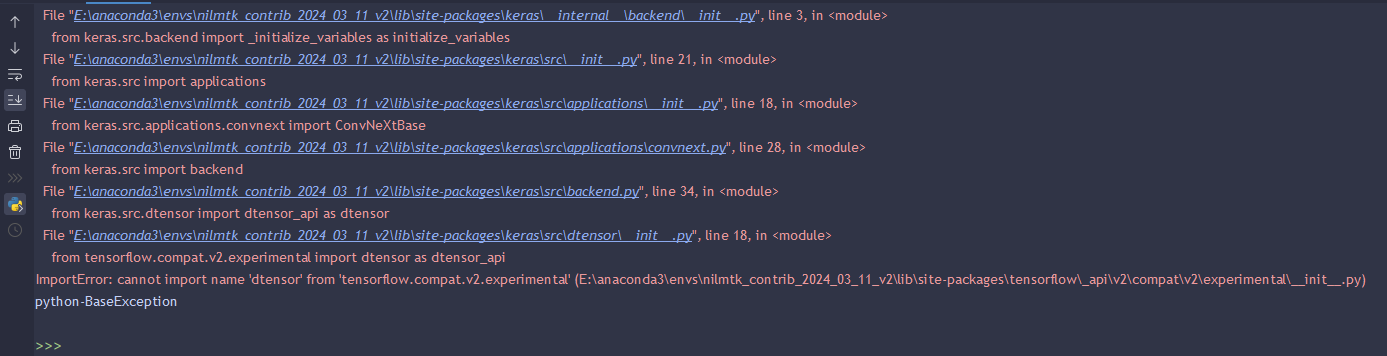 File "E:\anaconda3\envs\nilmtk_contrib_2024_03_11_v2\lib\site-packages\keras\__internal__\backend\__init__.py", line 3, in <module>
from keras.src.backend import _initialize_variables as initialize_variables
File "E:\anaconda3\envs\nilmtk_contrib_2024_03_11_v2\lib\site-packages\keras\src\__init__.py", line 21, in <module>
from keras.src import applications
File "E:\anaconda3\envs\nilmtk_contrib_2024_03_11_v2\lib\site-packages\keras\src\applications\__init__.py", line 18, in <module>
from keras.src.applications.convnext import ConvNeXtBase
File "E:\anaconda3\envs\nilmtk_contrib_2024_03_11_v2\lib\site-packages\keras\src\applications\convnext.py", line 28, in <module>
from keras.src import backend
File "E:\anaconda3\envs\nilmtk_contrib_2024_03_11_v2\lib\site-packages\keras\src\backend.py", line 34, in <module>
from keras.src.dtensor import dtensor_api as dtensor
File "E:\anaconda3\envs\nilmtk_contrib_2024_03_11_v2\lib\site-packages\keras\src\dtensor\__init__.py", line 18, in <module>
from tensorflow.compat.v2.experimental import dtensor as dtensor_api
ImportError: cannot import name 'dtensor' from 'tensorflow.compat.v2.experimental' (E:\anaconda3\envs\nilmtk_contrib_2024_03_11_v2\lib\site-packages\tensorflow\_api\v2\compat\v2\experimental\__init__.py)
python-BaseException
>>>